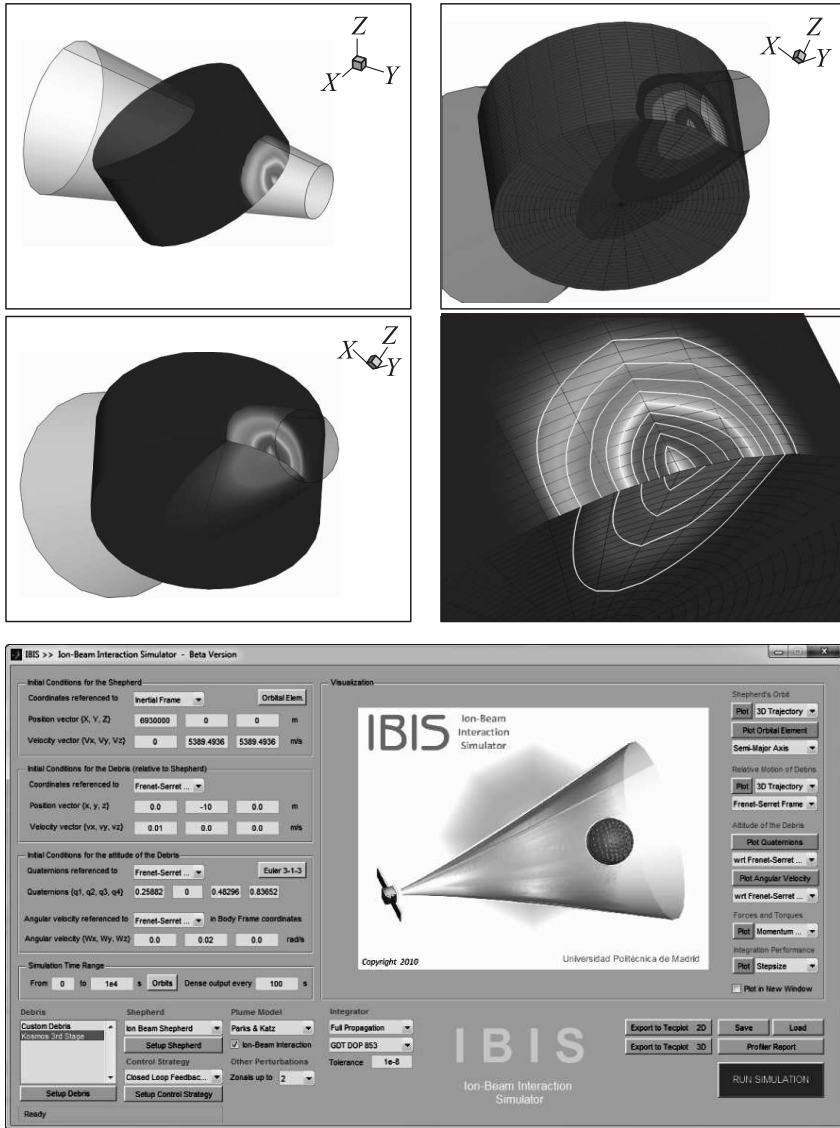 Z
X
Y
Z
X
Y
Z
X
Y
IBIS >> Ion-Beam Interaction Simulator - Beta Version
Initial Conditions for the Shepherd
Coordinates referenced to Inertial Frame Orbital Elem.
Position vector {X, Y, Z} 6930000 0 0 m
Velocity vector {Vx, Vy, Vz} 0 5389.4936 5389.4936 m/s
Initial Conditions for the Debris (relative to Shepherd)
Coordinates referenced to Frenet-Serret ...
Position vector {x, y, z} 0.0 -10 0.0 m
Velocity vector {vx, vy, vz} 0.01 0.0 0.0 m/s
Initial Conditions for the attitude of the Debris
Quaternions referenced to Frenet-Serret ... Euler 3-1-3
Quaternions {q1, q2, q3, q4} 0.25882 0 0.48296 0.83652
Angular velocity referenced to Frenet-Serret ... in Body Frame coordinates
Angular velocity {Wx, Wy, Wz} 0.0 0.02 0.0 rad/s
Simulation Time Range
From 0 to 1e4 s Orbits Dense output every 100 s
Visualization
IBIS Ion-Beam
Interaction
Simulator
Copyright 2010 Universidad Politécnica de Madrid
Shepherd's Orbit
Plot 3D Trajectory
Plot Orbital Element
Semi-Major Axis
Relative Motion of Debris
Plot 3D Trajectory
Frenet-Serret Frame
Attitude of the Debris
Plot Quaternions
wrt Frenet-Serret ...
Plot Angular Velocity
wrt Frenet-Serret ...
Forces and Torques
Plot Momentum ...
Integration Performance
Plot Stepsize
Plot in New Window
Debris
Custom Debris
Kosmos 3rd Stage
Setup Debris
Shepherd
Ion Beam Shepherd
Setup Shepherd
Control Strategy
Closed Loop Feedbac...
Setup Control Strategy
Plume Model
Parks & Katz
Ion-Beam Interaction
Other Perturbations
Zonals up to 2
Integrator
Full Propagation
GDT DOP 853
Tolerance 1e-8
IBIS
Ion-Beam Interaction
Simulator
Export to Tecplot 2D Save Load
Export to Tecplot 3D Profiler Report
RUN SIMULATION
Ready